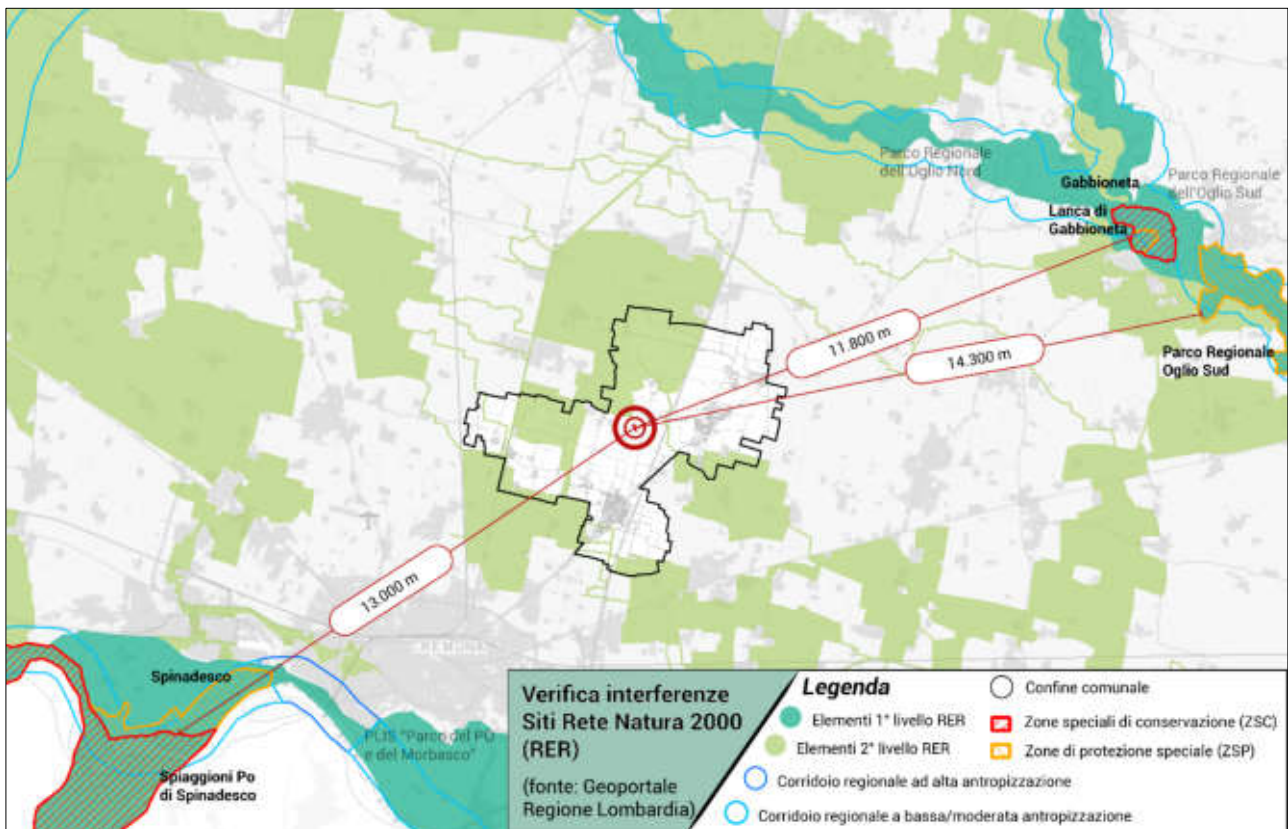 Parco Regionale
dell'Oglio Nord
Gabbioneta
Parco Regionale
dell'Oglio Sud
Lanca di
Gabbioneta
11.800 m
14.300 m
Parco Regionale
Oglio Sud
13.000 m
CREMONA
Spinadesco
PLIS "Parco del PO
e del Morbasco"
Spiaggioni Po
di Spinadesco
Verifica interferenze
Siti Rete Natura 2000
(RER)
(fonte: Geoportale
Regione Lombardia)
Legenda
Elementi 1° livello RER
Elementi 2° livello RER
Corridoio regionale ad alta antropizzazione
Corridoio regionale a bassa/moderata antropizzazione
Confine comunale
Zone speciali di conservazione (ZSC)
Zone di protezione speciale (ZSP)